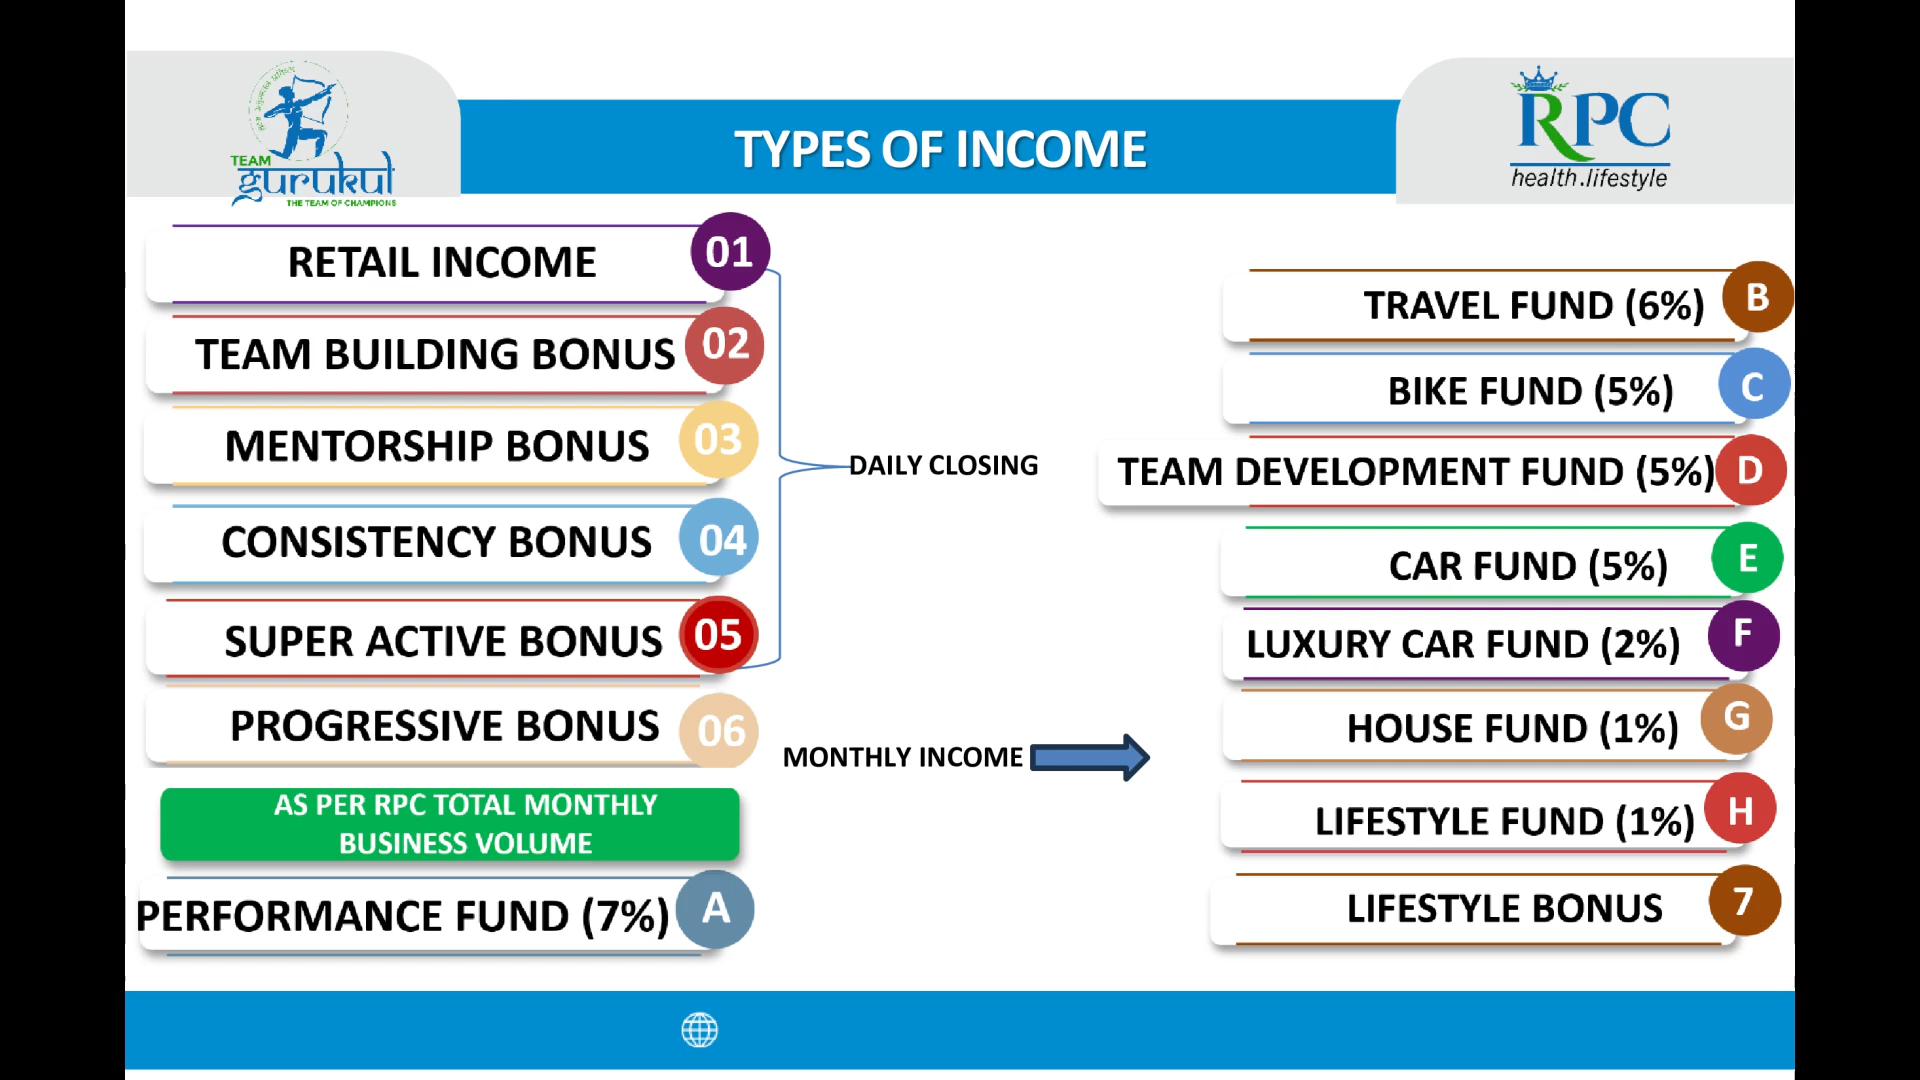 TEAM
gurukul
THE TEAM OF CHAMPIONS
TYPES OF INCOME
RPC
health.lifestyle
RETAIL INCOME
01
TEAM BUILDING BONUS
02
MENTORSHIP BONUS
03
CONSISTENCY BONUS
04
SUPER ACTIVE BONUS
05
PROGRESSIVE BONUS
06
AS PER RPC TOTAL MONTHLY
BUSINESS VOLUME
PERFORMANCE FUND (7%)
A
DAILY CLOSING
MONTHLY INCOME
TRAVEL FUND (6%)
B
BIKE FUND (5%)
C
TEAM DEVELOPMENT FUND (5%)
D
CAR FUND (5%)
E
LUXURY CAR FUND (2%)
F
HOUSE FUND (1%)
G
LIFESTYLE FUND (1%)
H
LIFESTYLE BONUS
7